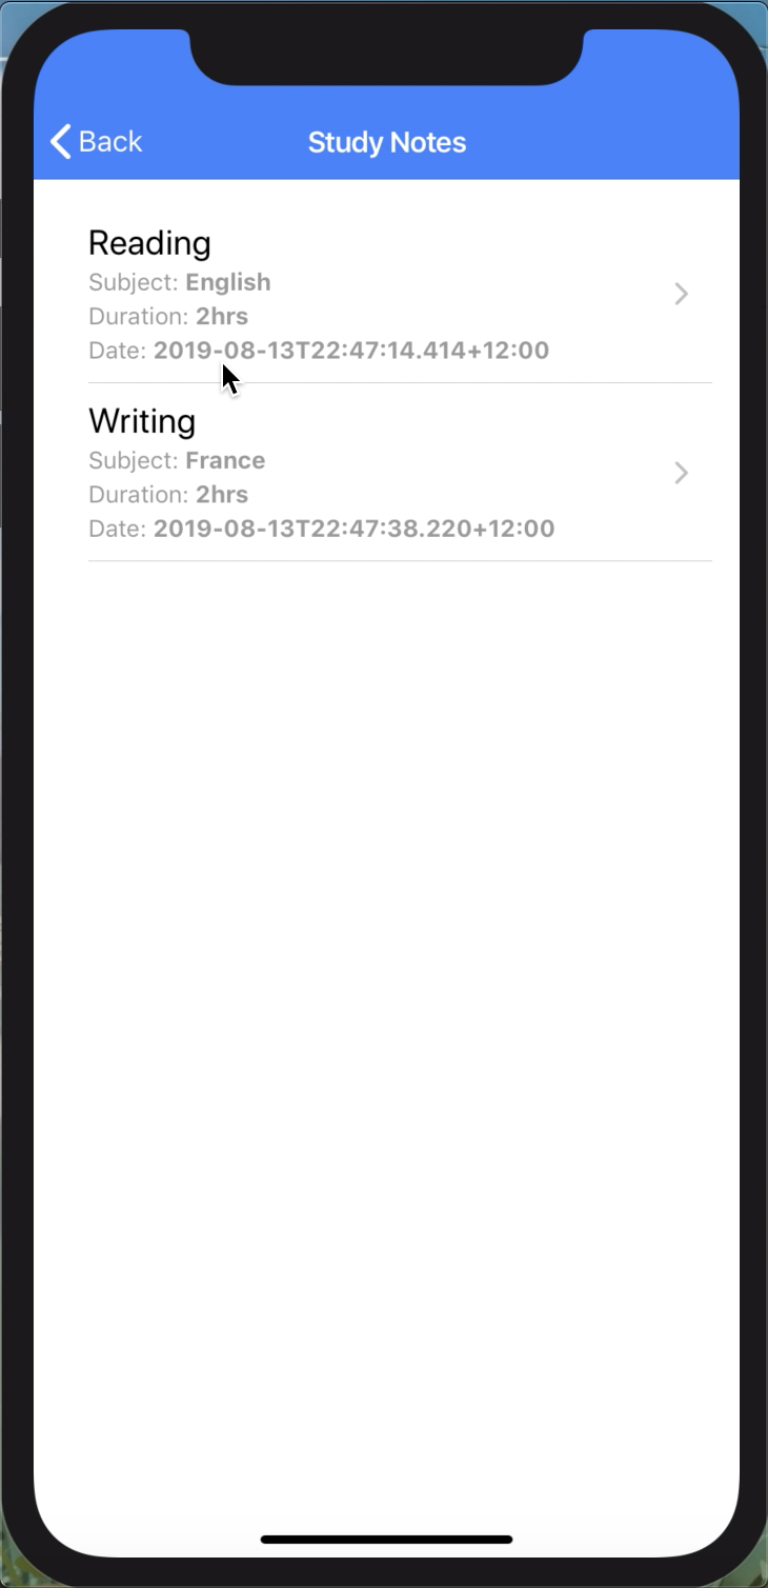 Back
Study Notes
Reading
Subject: English
Duration: 2hrs
Date: 2019-08-13T22:47:14.414+12:00
Writing
Subject: France
Duration: 2hrs
Date: 2019-08-13T22:47:38.220+12:00